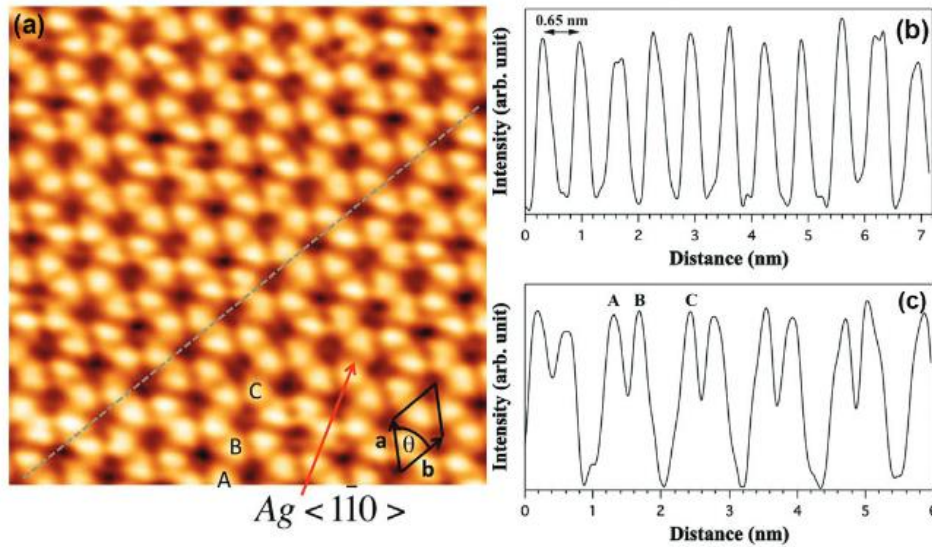 (a)
C
B
A
a
θ
b
Ag < 1̄10 >
(b)
0.65 nm
Intensity (arb. unit)
0 1 2 3 4 5 6 7
Distance (nm)
(c)
A B C
Intensity (arb. unit)
0 1 2 3 4 5 6
Distance (nm)